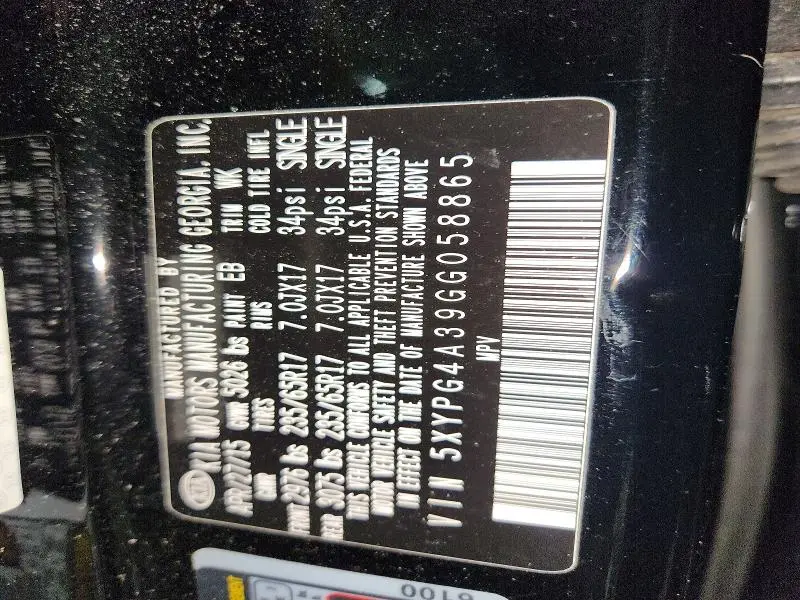 MANUFACTURED BY
KIA MOTORS MANUFACTURING GEORGIA, INC.
APR/27/15 GVWR 5026 lbs PAINT EB TRIM WK
TIRES RIMS COLD TIRE INFL
2976 lbs 235/65R17 7.0JX17 34psi SINGLE
3075 lbs 235/65R17 7.0JX17 34psi SINGLE
THIS VEHICLE CONFORMS TO ALL APPLICABLE U.S.A. FEDERAL
MOTOR VEHICLE SAFETY AND THEFT PREVENTION STANDARDS
IN EFFECT ON THE DATE OF MANUFACTURE SHOWN ABOVE
VIN 5XYPG4A39GG058865
MPV
6100